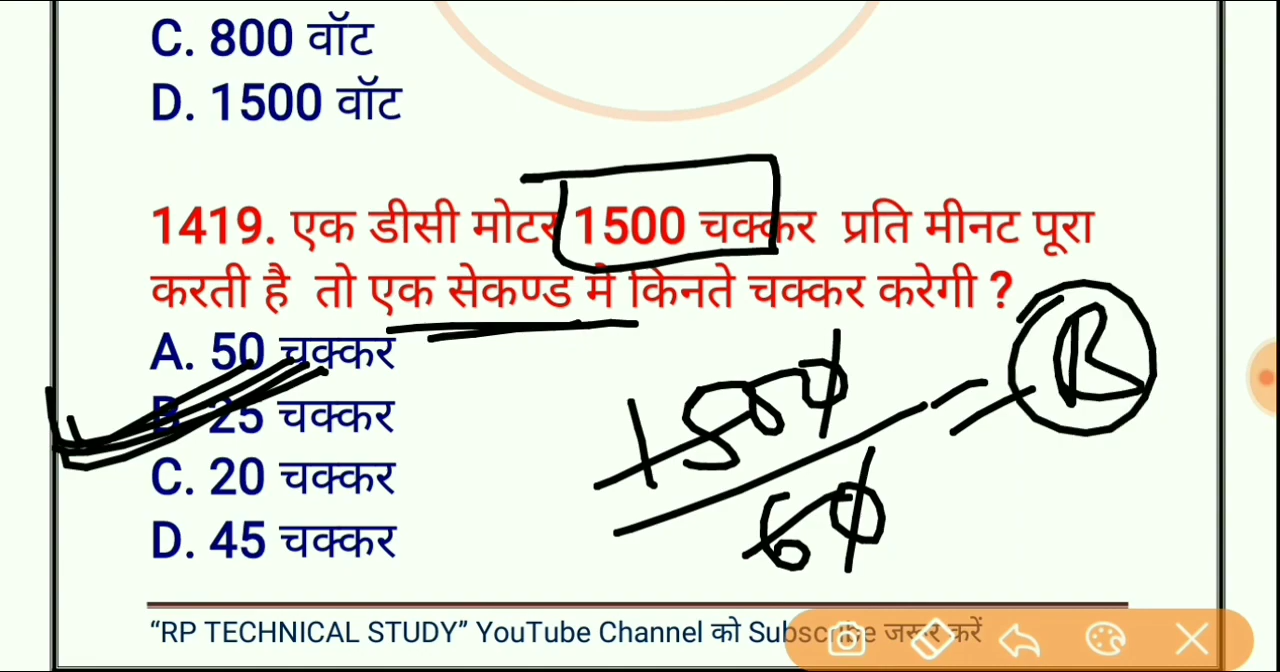 C. 800 वॉट
D. 1500 वॉट
1419. एक डीसी मोटर 1500 चक्कर प्रति मीनट पूरा
करती है तो एक सेकण्ड में किनते चक्कर करेगी ?
A. 50 चक्कर
B. 25 चक्कर
C. 20 चक्कर
D. 45 चक्कर
1500
60
B
“RP TECHNICAL STUDY” YouTube Channel को Subscribe जरूर करें